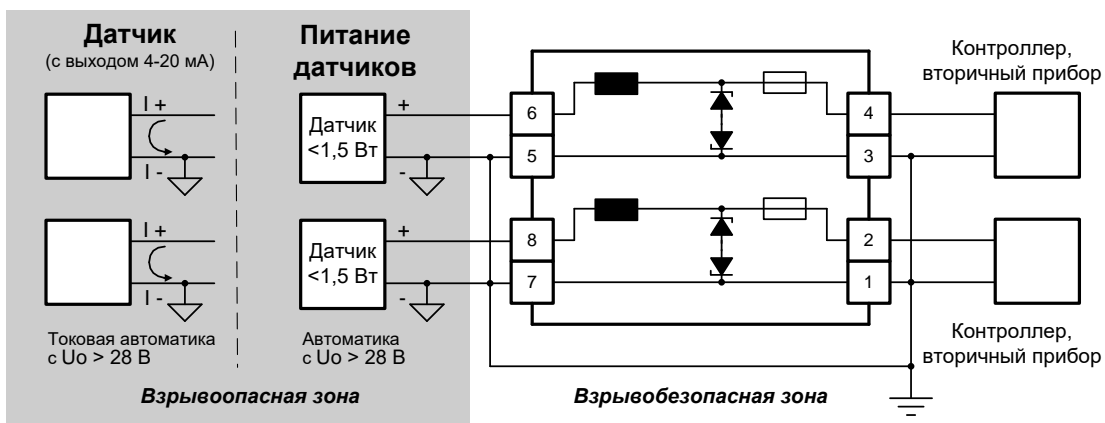 Датчик
(с выходом 4-20 мА)
I +
I -
I +
I -
Токовая автоматика
с Uo > 28 В
Питание
датчиков
Датчик
<1,5 Вт
+
-
Датчик
<1,5 Вт
+
-
Автоматика
с Uo > 28 В
Взрывоопасная зона
6
5
8
7
4
3
2
1
Контроллер,
вторичный прибор
Контроллер,
вторичный прибор
Взрывобезопасная зона